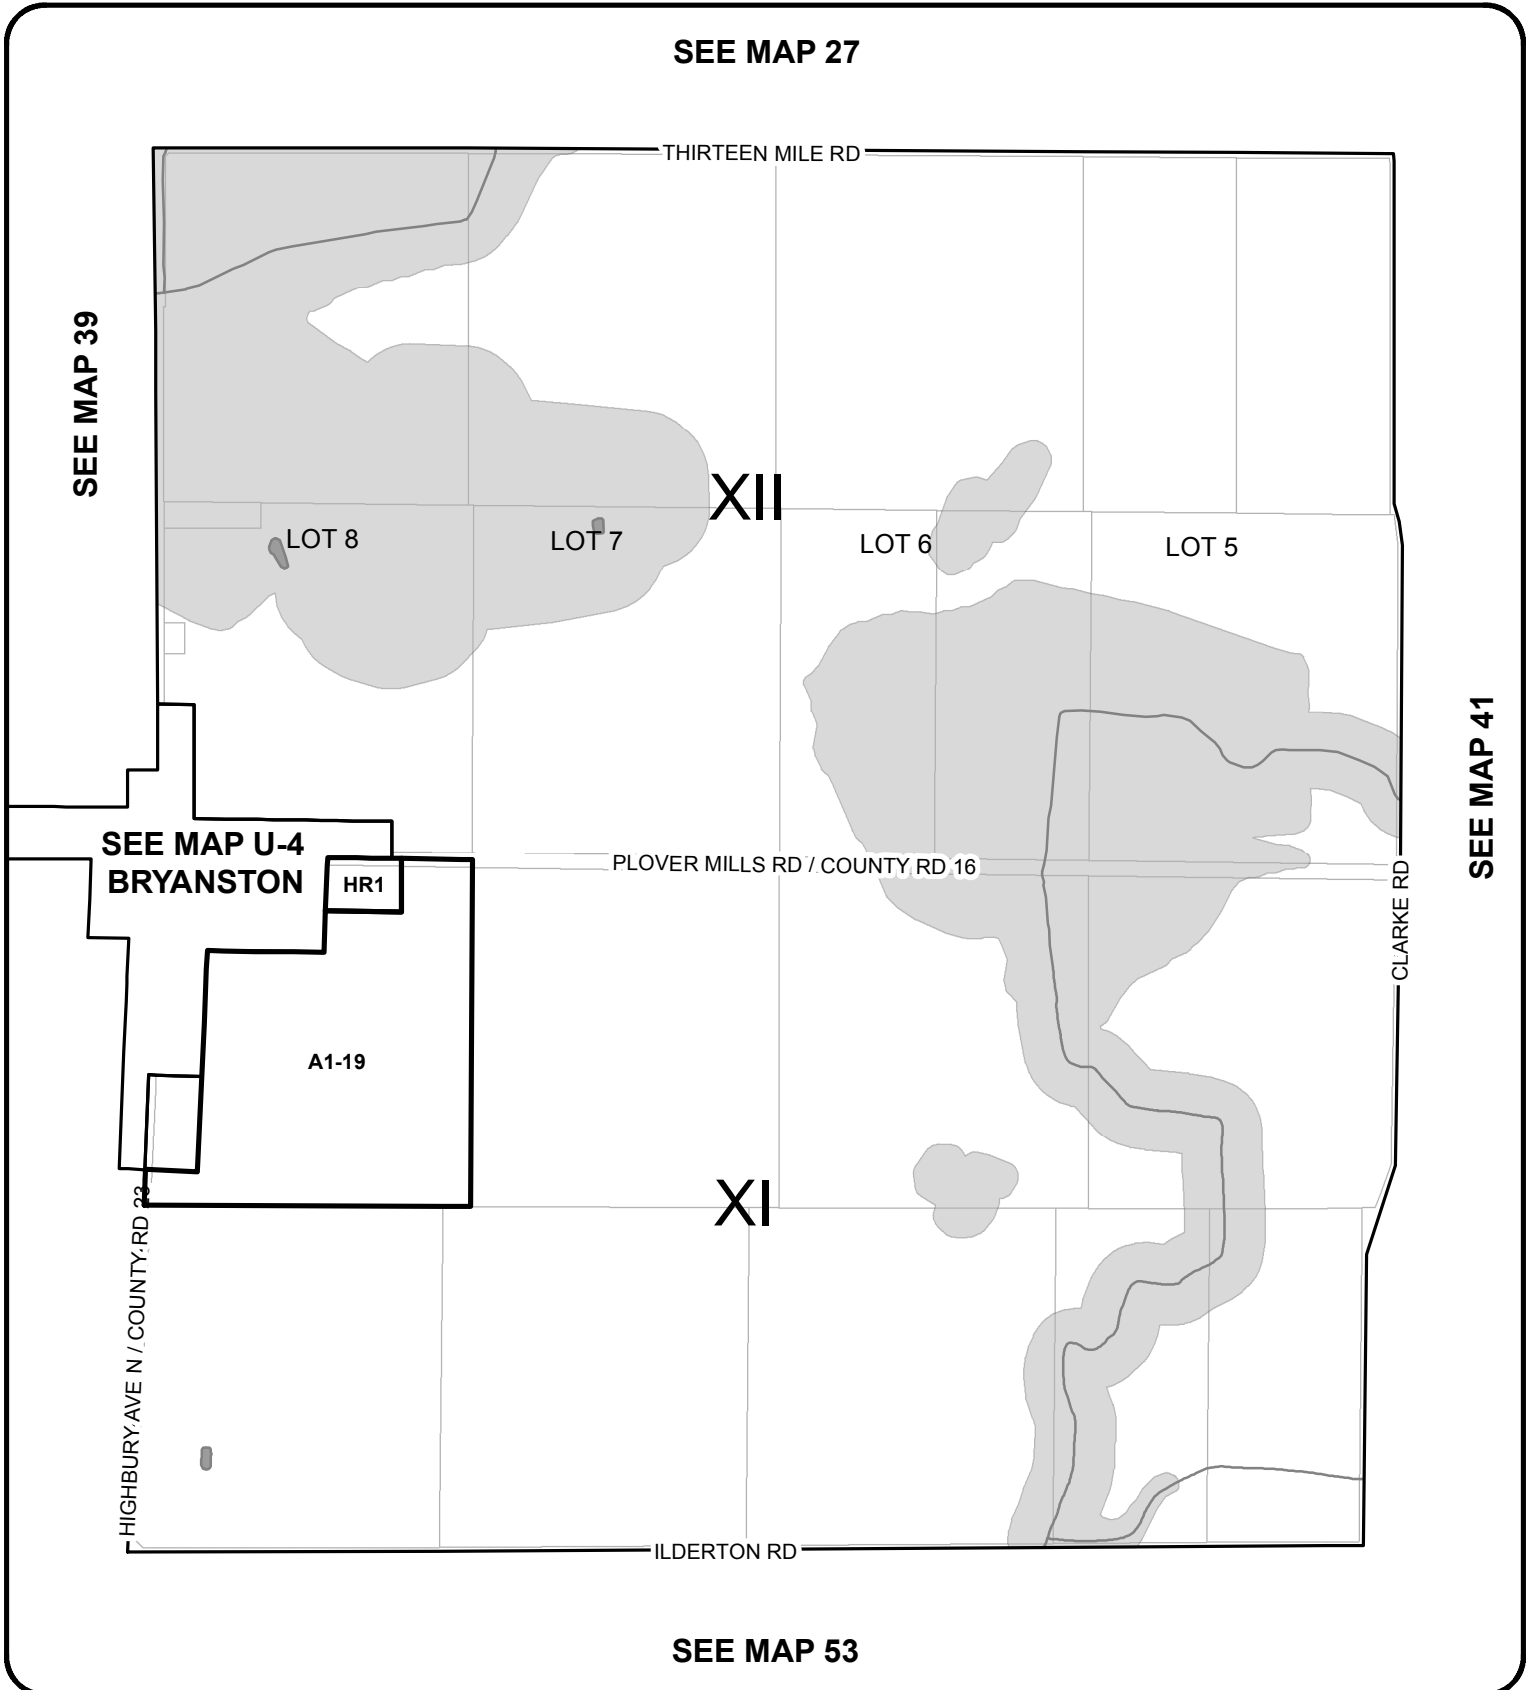 SEE MAP 27
THIRTEEN MILE RD
SEE MAP 39
XII
LOT 8
LOT 7
LOT 6
LOT 5
SEE MAP 41
SEE MAP U-4
BRYANSTON
HR1
PLOVER MILLS RD / COUNTY RD 16
CLARKE RD
A1-19
XI
HIGHBURY AVE N / COUNTY RD 23
ILDERTON RD
SEE MAP 53